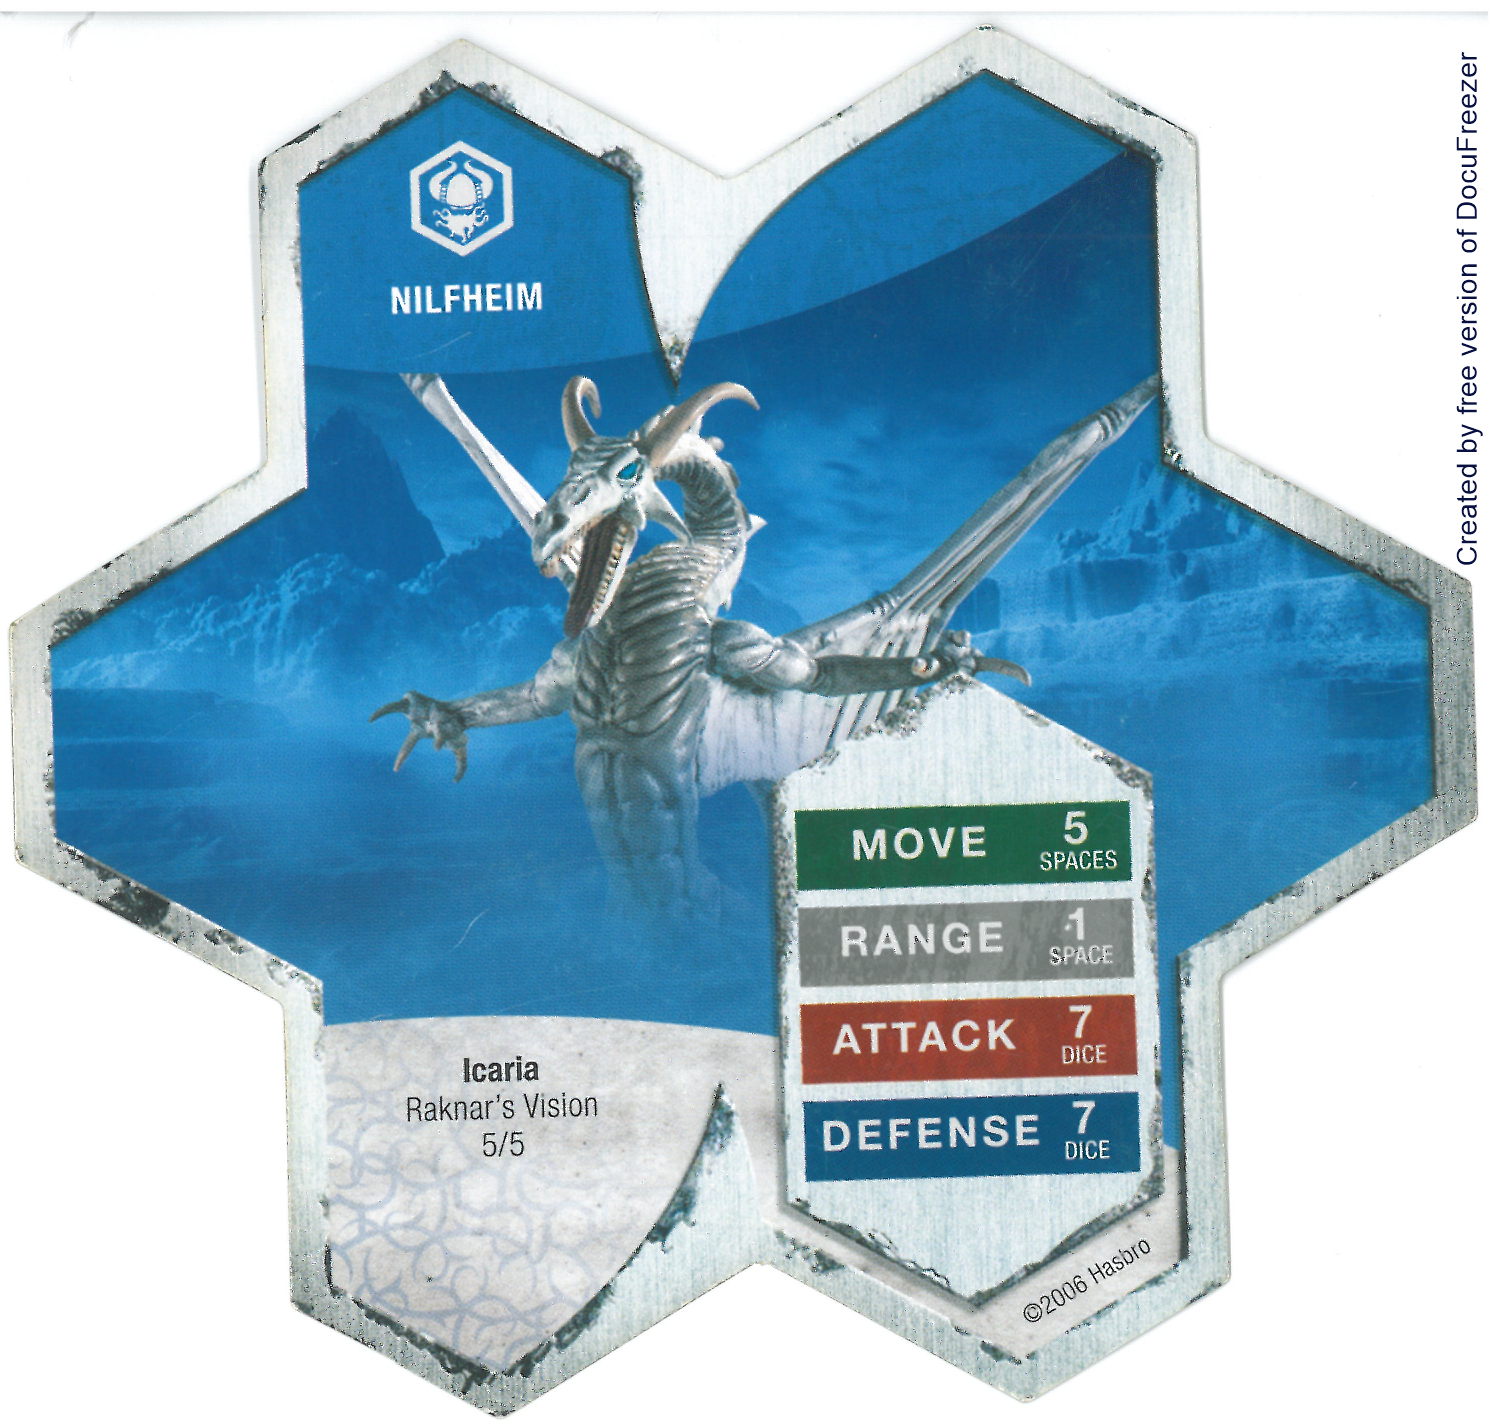 NILFHEIM
MOVE 5
SPACES
RANGE 1
SPACE
ATTACK 7
DICE
DEFENSE 7
DICE
Icaria
Raknar's Vision
5/5
©2006 Hasbro
Created by free version of DocuFreezer